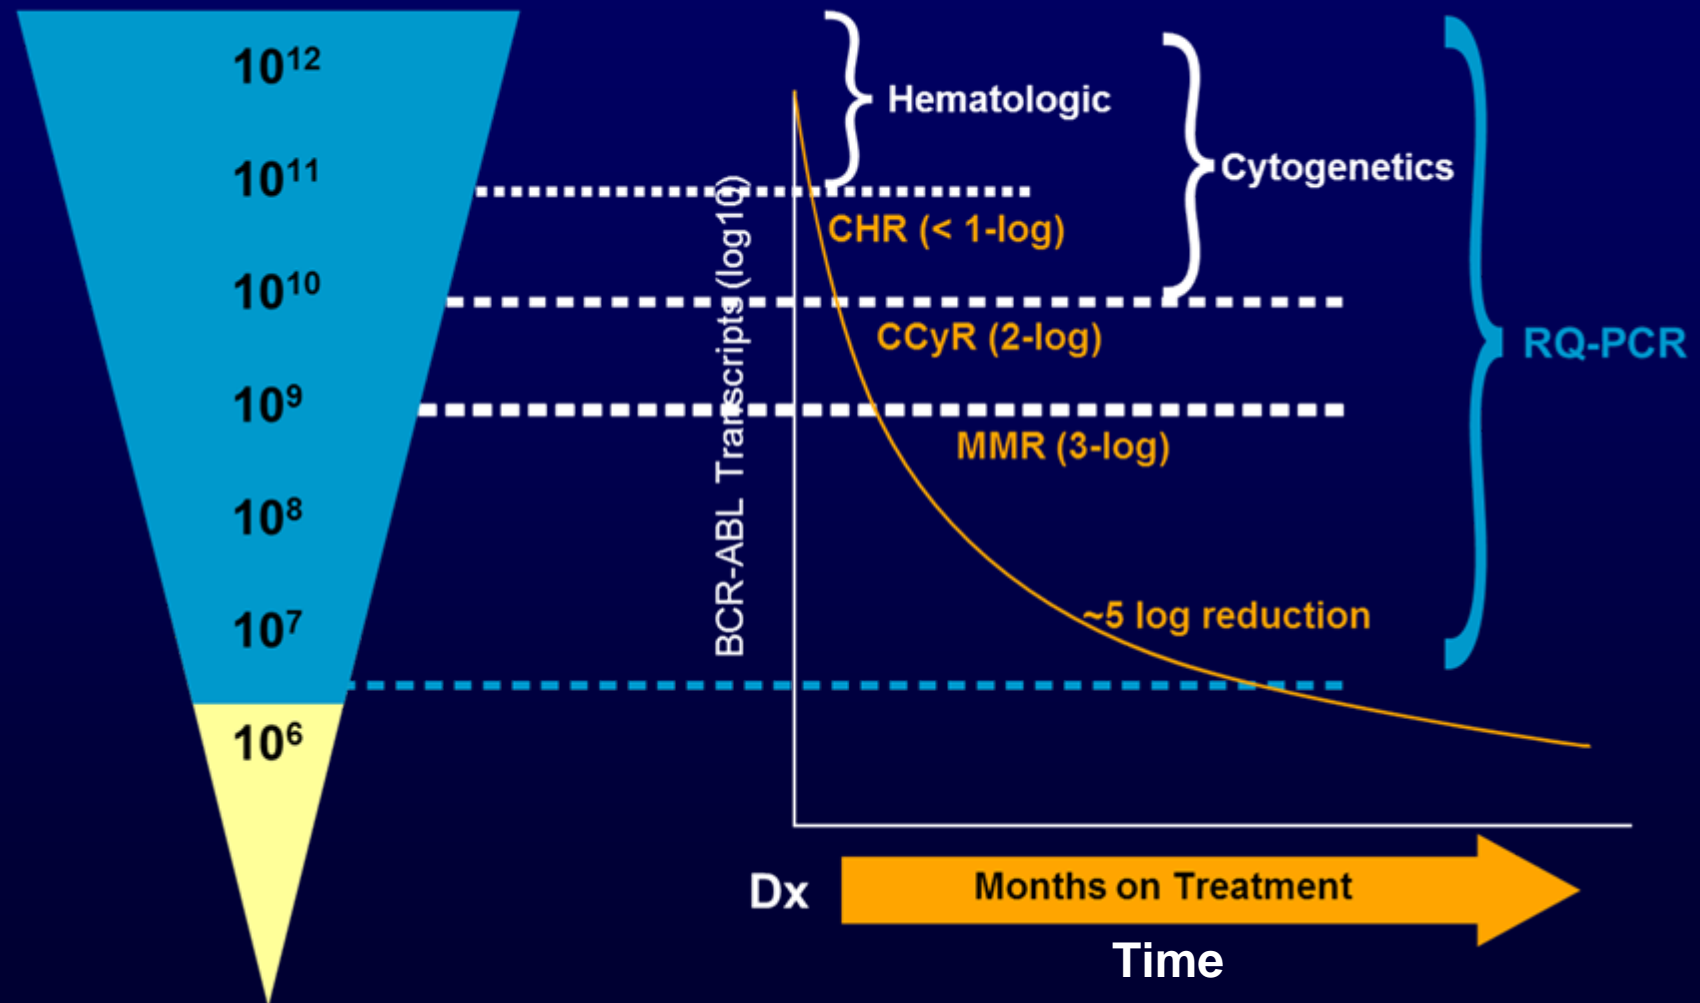 10¹²
10¹¹
10¹⁰
10⁹
10⁸
10⁷
10⁶
BCR-ABL Transcripts (log10)
Hematologic
Cytogenetics
RQ-PCR
CHR (< 1-log)
CCyR (2-log)
MMR (3-log)
~5 log reduction
Dx
Months on Treatment
Time